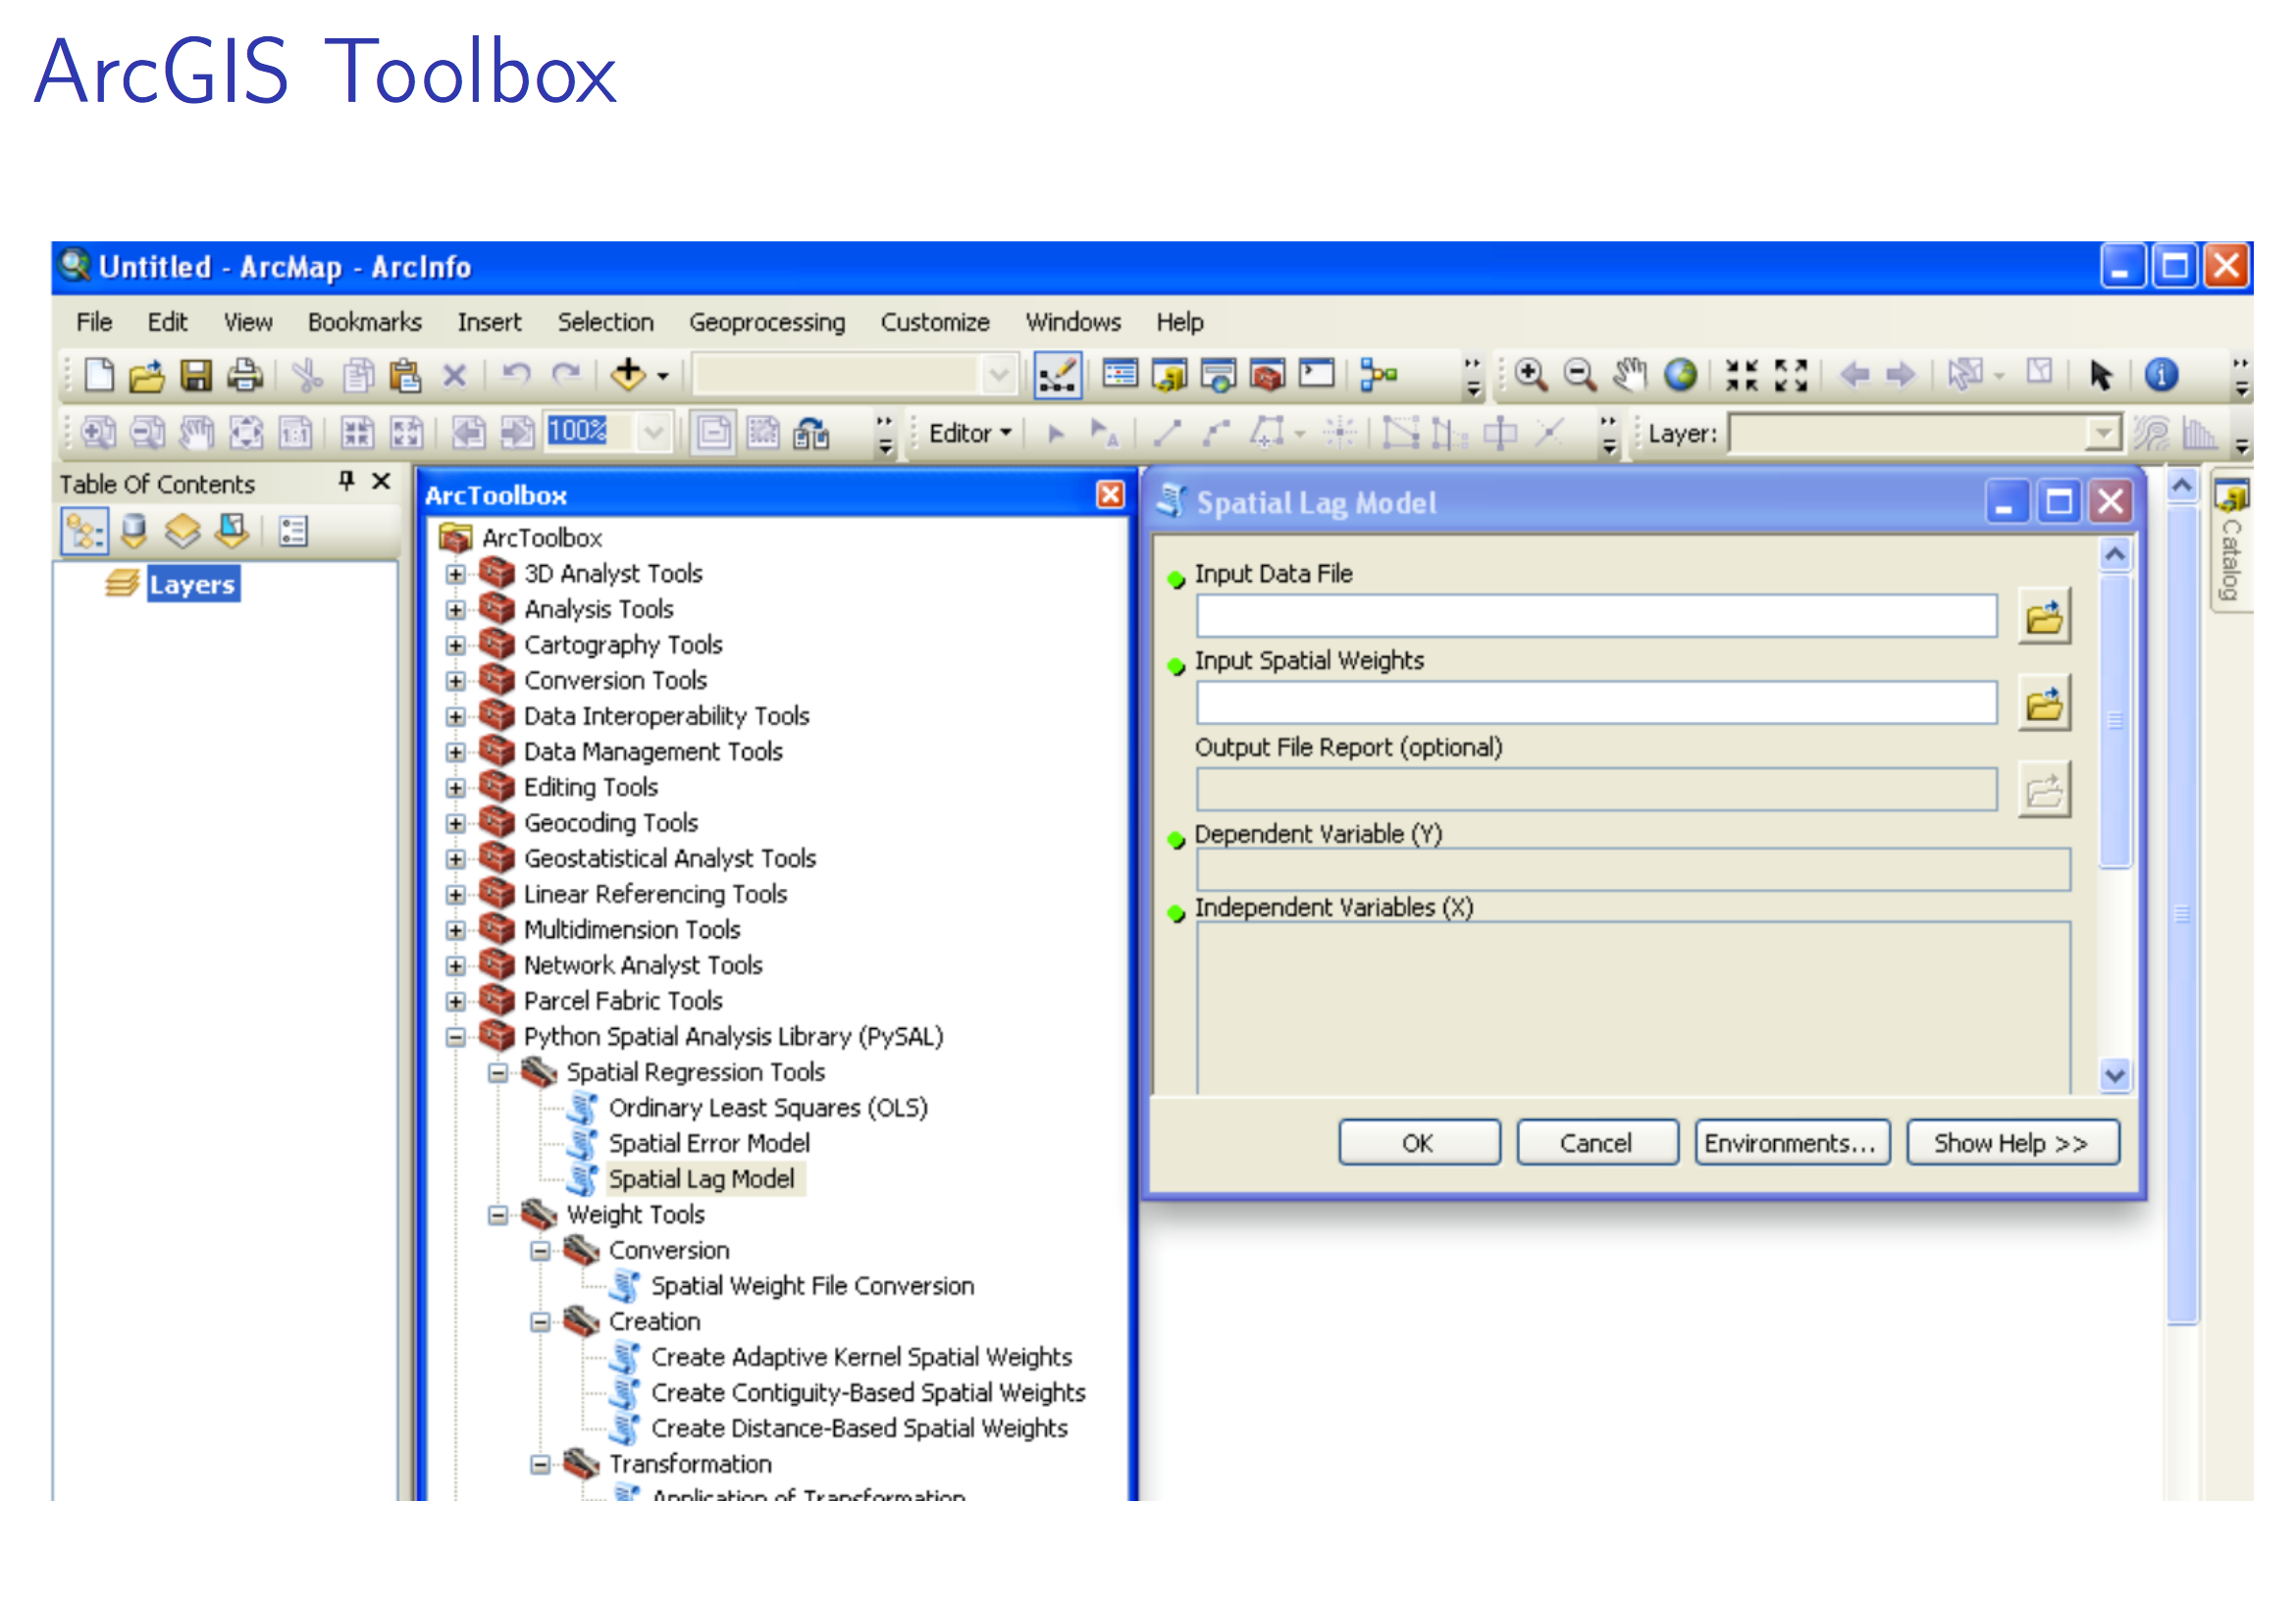 ArcGIS Toolbox
Untitled - ArcMap - ArcInfo
File Edit View Bookmarks Insert Selection Geoprocessing Customize Windows Help
100%
Editor
Layer:
Table Of Contents
Layers
ArcToolbox
ArcToolbox
3D Analyst Tools
Analysis Tools
Cartography Tools
Conversion Tools
Data Interoperability Tools
Data Management Tools
Editing Tools
Geocoding Tools
Geostatistical Analyst Tools
Linear Referencing Tools
Multidimension Tools
Network Analyst Tools
Parcel Fabric Tools
Python Spatial Analysis Library (PySAL)
Spatial Regression Tools
Ordinary Least Squares (OLS)
Spatial Error Model
Spatial Lag Model
Weight Tools
Conversion
Spatial Weight File Conversion
Creation
Create Adaptive Kernel Spatial Weights
Create Contiguity-Based Spatial Weights
Create Distance-Based Spatial Weights
Transformation
Application of Transformation
Spatial Lag Model
Input Data File
Input Spatial Weights
Output File Report (optional)
Dependent Variable (Y)
Independent Variables (X)
OK Cancel Environments... Show Help >>
Catalog